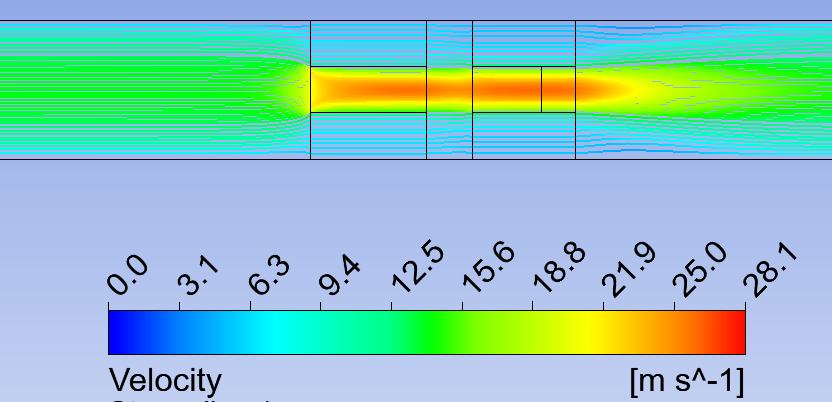 0.0 3.1 6.3 9.4 12.5 15.6 18.8 21.9 25.0 28.1
Velocity [m s^-1]